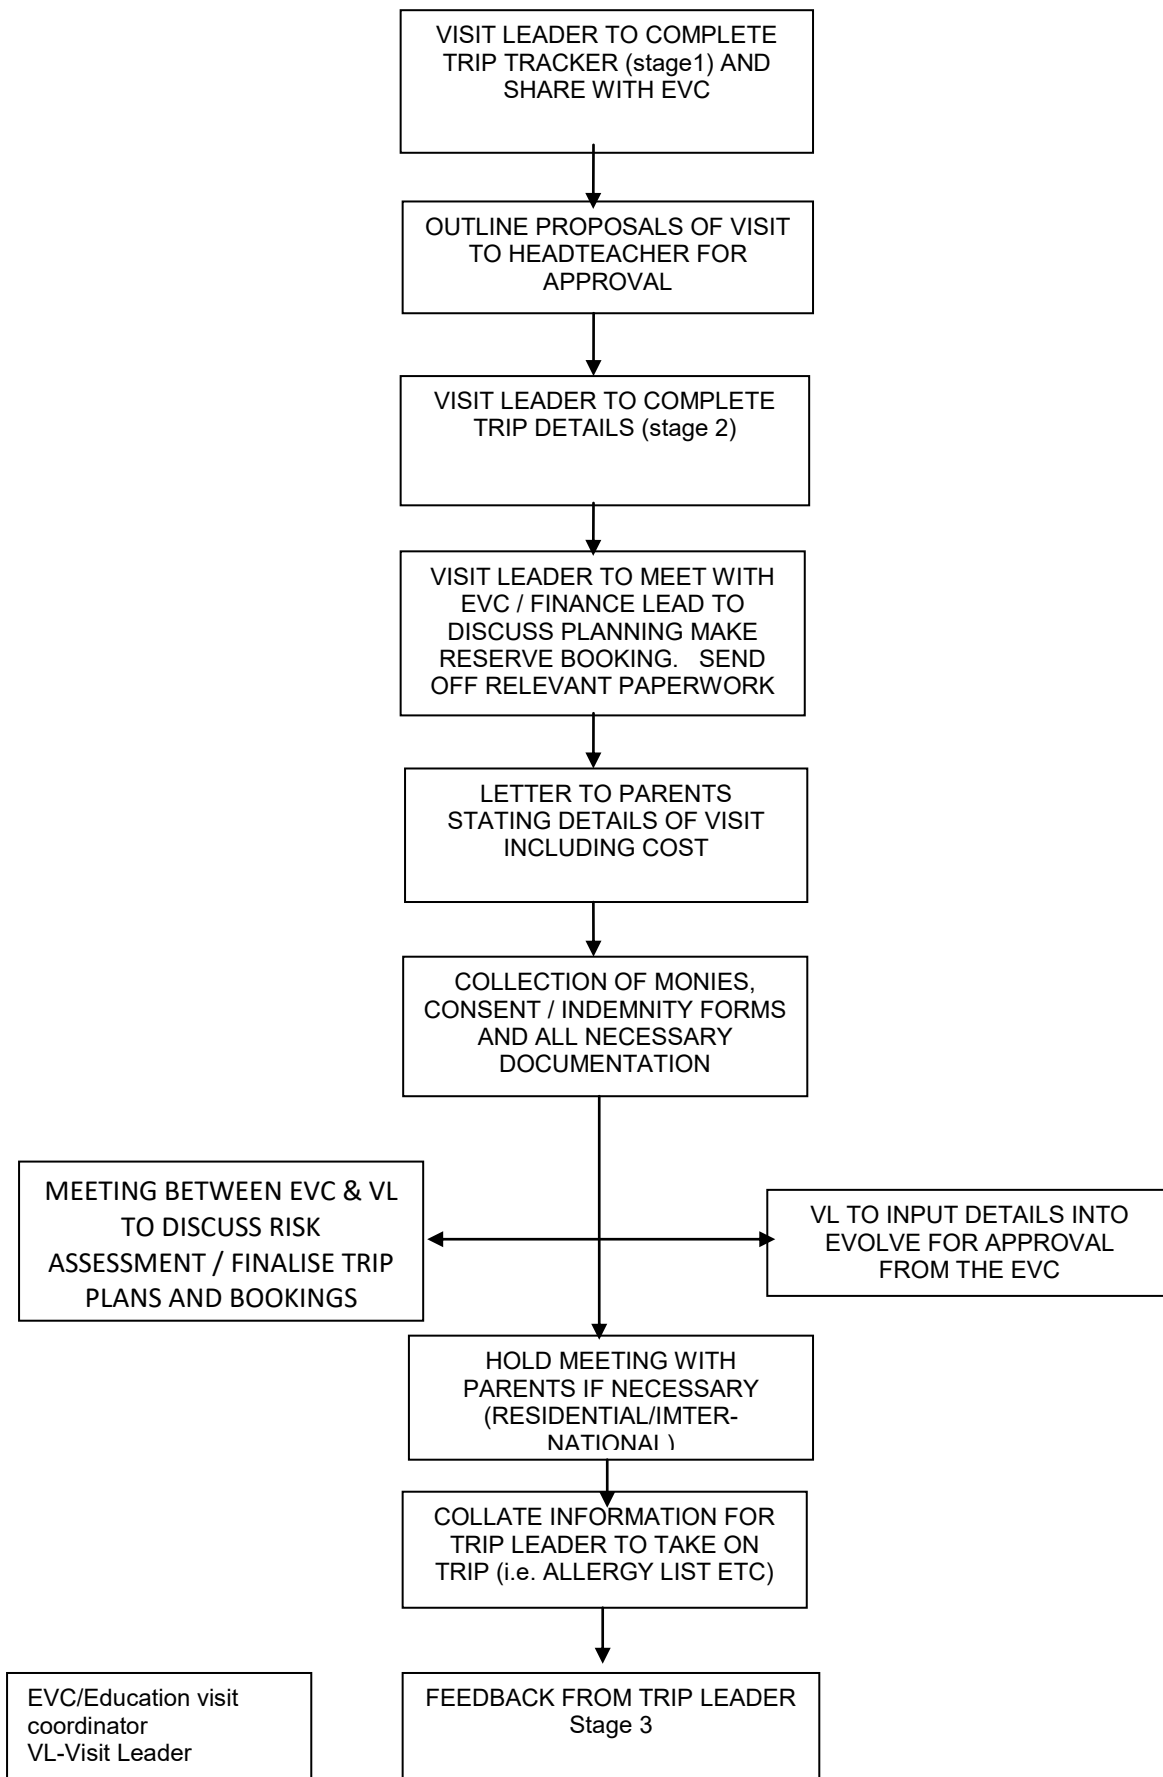 VISIT LEADER TO COMPLETE
TRIP TRACKER (stage1) AND
SHARE WITH EVC
OUTLINE PROPOSALS OF VISIT
TO HEADTEACHER FOR
APPROVAL
VISIT LEADER TO COMPLETE
TRIP DETAILS (stage 2)
VISIT LEADER TO MEET WITH
EVC / FINANCE LEAD TO
DISCUSS PLANNING MAKE
RESERVE BOOKING. SEND
OFF RELEVANT PAPERWORK
LETTER TO PARENTS
STATING DETAILS OF VISIT
INCLUDING COST
COLLECTION OF MONIES,
CONSENT / INDEMNITY FORMS
AND ALL NECESSARY
DOCUMENTATION
MEETING BETWEEN EVC & VL
TO DISCUSS RISK
ASSESSMENT / FINALISE TRIP
PLANS AND BOOKINGS
VL TO INPUT DETAILS INTO
EVOLVE FOR APPROVAL
FROM THE EVC
HOLD MEETING WITH
PARENTS IF NECESSARY
(RESIDENTIAL/IMTER-
NATIONAL)
COLLATE INFORMATION FOR
TRIP LEADER TO TAKE ON
TRIP (i.e. ALLERGY LIST ETC)
EVC/Education visit
coordinator
VL-Visit Leader
FEEDBACK FROM TRIP LEADER
Stage 3